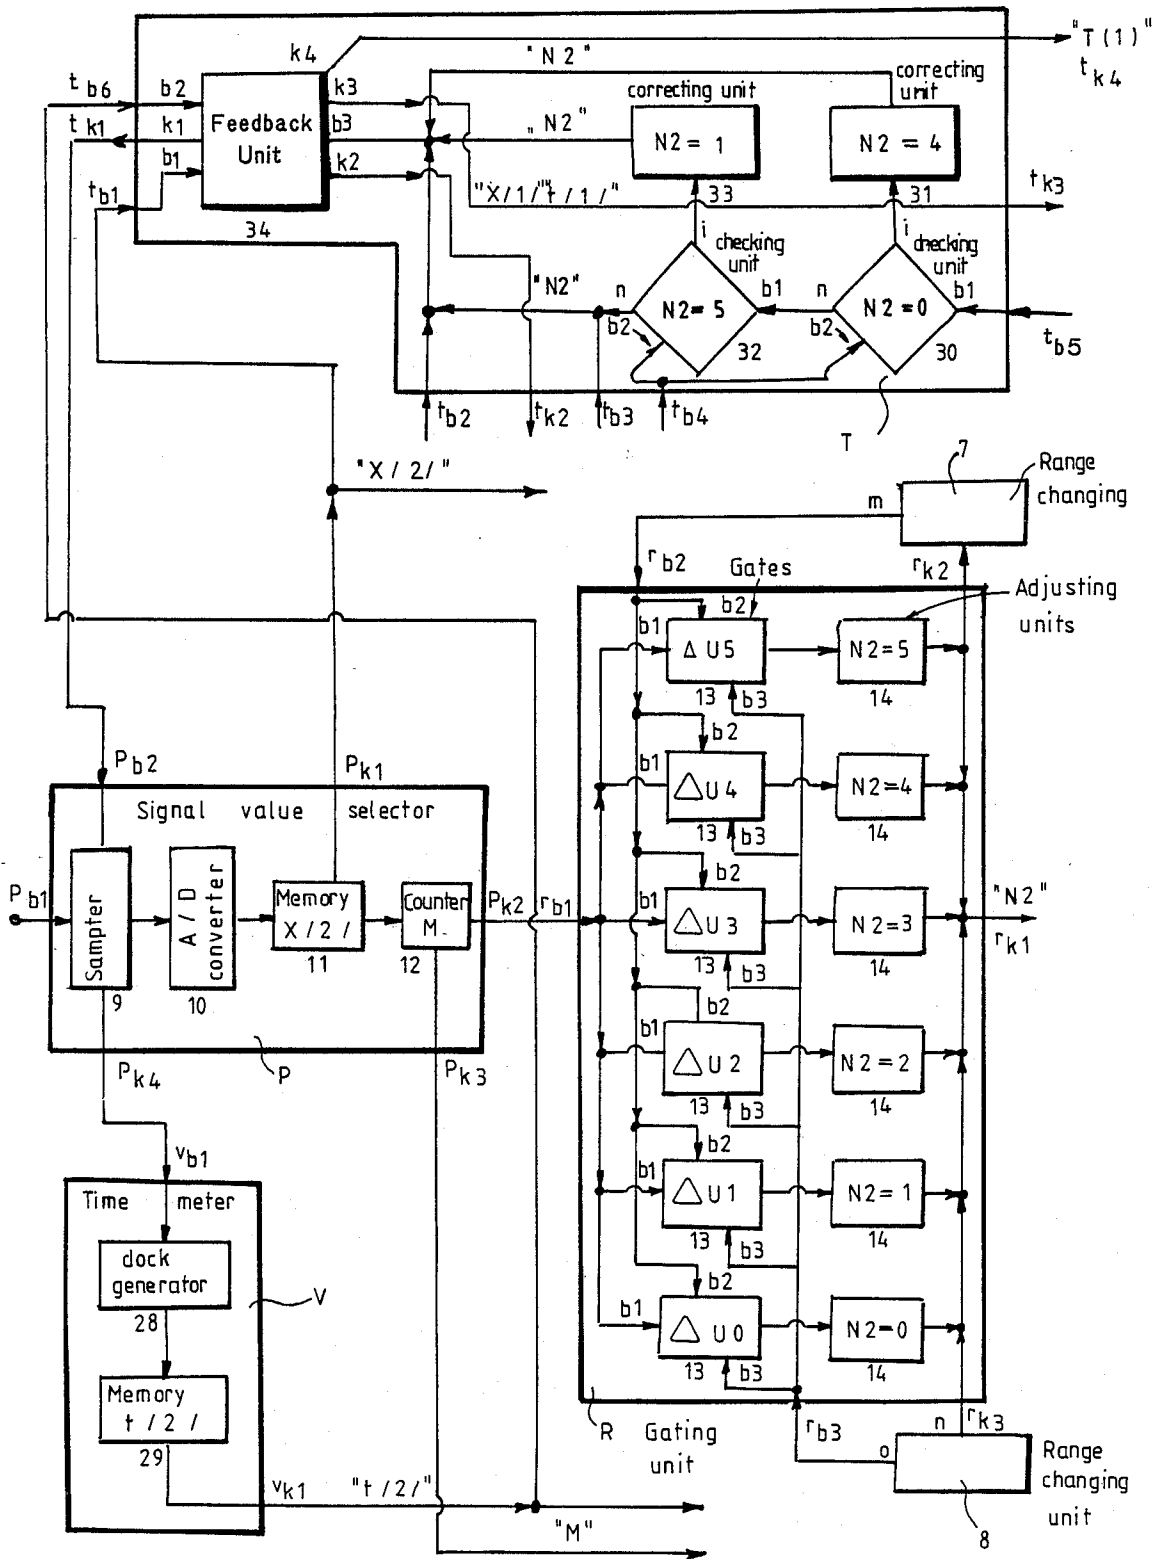 "T(1)"
t k4
k4
"N2"
correcting unit
correcting
unit
t b6
b2
k3
t k1
k1
Feedback
Unit
b3
"N2"
N2= 1
N2 = 4
b1
k2
t b1
34
"X/1/"
"t/1/"
33
31
t k3
i
i
checking
unit
checking
unit
"N2"
n
N2= 5
b1
n
N2=0
b1
b2
32
b2
30
t b5
t b2
t k2
t b3
t b4
T
"X/2/"
7
Range
changing
m
r b2
r k2
Gates
Adjusting
units
b2
b1
Δ U5
N2=5
13
b3
14
b2
b1
Δ U4
N2=4
13
b3
14
b2
b1
Δ U3
N2=3
13
b3
14
b2
b1
Δ U2
N2=2
13
b3
14
b2
b1
Δ U1
N2= 1
13
b3
14
b2
b1
Δ U0
N2=0
13
b3
14
"N2"
r k1
P b2
P k1
Signal value selector
P b1
Sampter
A/D
converter
Memory
X/2/
Counter
M
P k2
r b1
9
10
11
12
P
P k4
P k3
v b1
Time meter
dock
generator
28
V
Memory
t/2/
29
v k1
"t/2/"
"M"
R
Gating
unit
r b3
n
r k3
o
Range
changing
unit
8